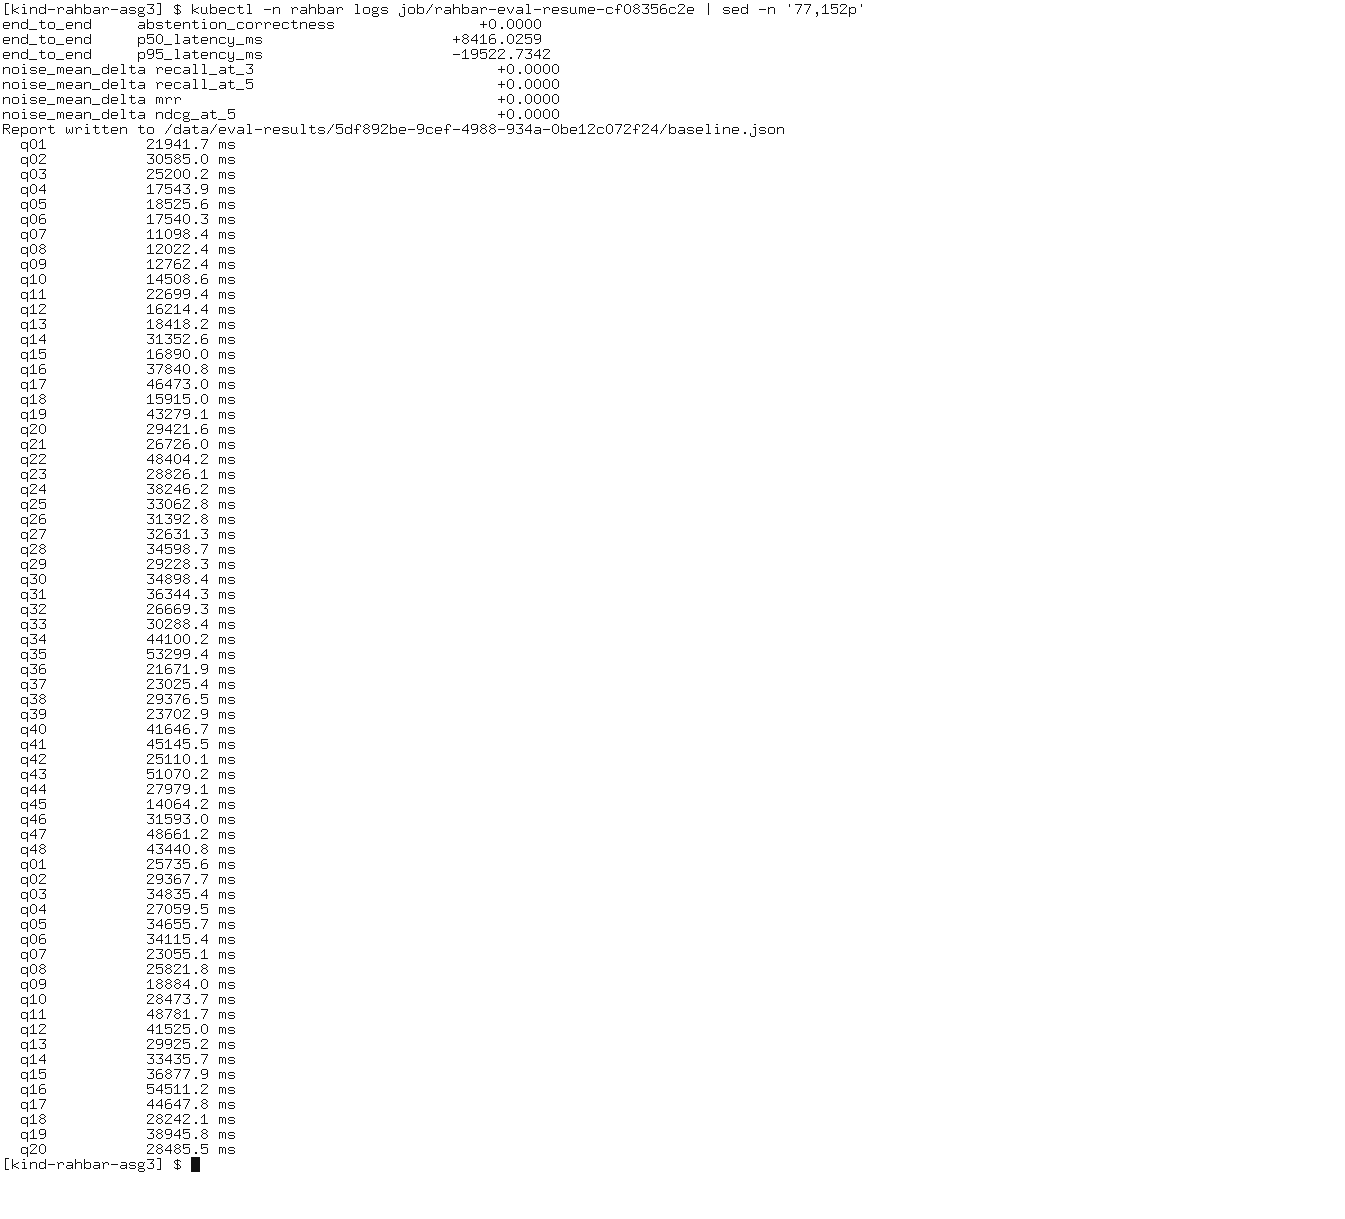 [kind-rahbar-asg3] $ kubectl -n rahbar logs job/rahbar-eval-resume-cf08356c2e | sed -n '77,152p'
end_to_end     abstention_correctness                +0.0000
end_to_end     p50_latency_ms                     +8416.0259
end_to_end     p95_latency_ms                     -19522.7342
noise_mean_delta recall_at_3                           +0.0000
noise_mean_delta recall_at_5                           +0.0000
noise_mean_delta mrr                                   +0.0000
noise_mean_delta ndcg_at_5                             +0.0000
Report written to /data/eval-results/5df892be-9cef-4988-934a-0be12c072f24/baseline.json
  q01           21941.7 ms
  q02           30585.0 ms
  q03           25200.2 ms
  q04           17543.9 ms
  q05           18525.6 ms
  q06           17540.3 ms
  q07           11098.4 ms
  q08           12022.4 ms
  q09           12762.4 ms
  q10           14508.6 ms
  q11           22699.4 ms
  q12           16214.4 ms
  q13           18418.2 ms
  q14           31352.6 ms
  q15           16890.0 ms
  q16           37840.8 ms
  q17           46473.0 ms
  q18           15915.0 ms
  q19           43279.1 ms
  q20           29421.6 ms
  q21           26726.0 ms
  q22           48404.2 ms
  q23           28826.1 ms
  q24           38246.2 ms
  q25           33062.8 ms
  q26           31392.8 ms
  q27           32631.3 ms
  q28           34598.7 ms
  q29           29228.3 ms
  q30           34898.4 ms
  q31           36344.3 ms
  q32           26669.3 ms
  q33           30288.4 ms
  q34           44100.2 ms
  q35           53299.4 ms
  q36           21671.9 ms
  q37           23025.4 ms
  q38           29376.5 ms
  q39           23702.9 ms
  q40           41646.7 ms
  q41           45145.5 ms
  q42           25110.1 ms
  q43           51070.2 ms
  q44           27979.1 ms
  q45           14064.2 ms
  q46           31593.0 ms
  q47           48661.2 ms
  q48           43440.8 ms
  q01           25735.6 ms
  q02           29367.7 ms
  q03           34835.4 ms
  q04           27059.5 ms
  q05           34655.7 ms
  q06           34115.4 ms
  q07           23055.1 ms
  q08           25821.8 ms
  q09           18884.0 ms
  q10           28473.7 ms
  q11           48781.7 ms
  q12           41525.0 ms
  q13           29925.2 ms
  q14           33435.7 ms
  q15           36877.9 ms
  q16           54511.2 ms
  q17           44647.8 ms
  q18           28242.1 ms
  q19           38945.8 ms
  q20           28485.5 ms
[kind-rahbar-asg3] $